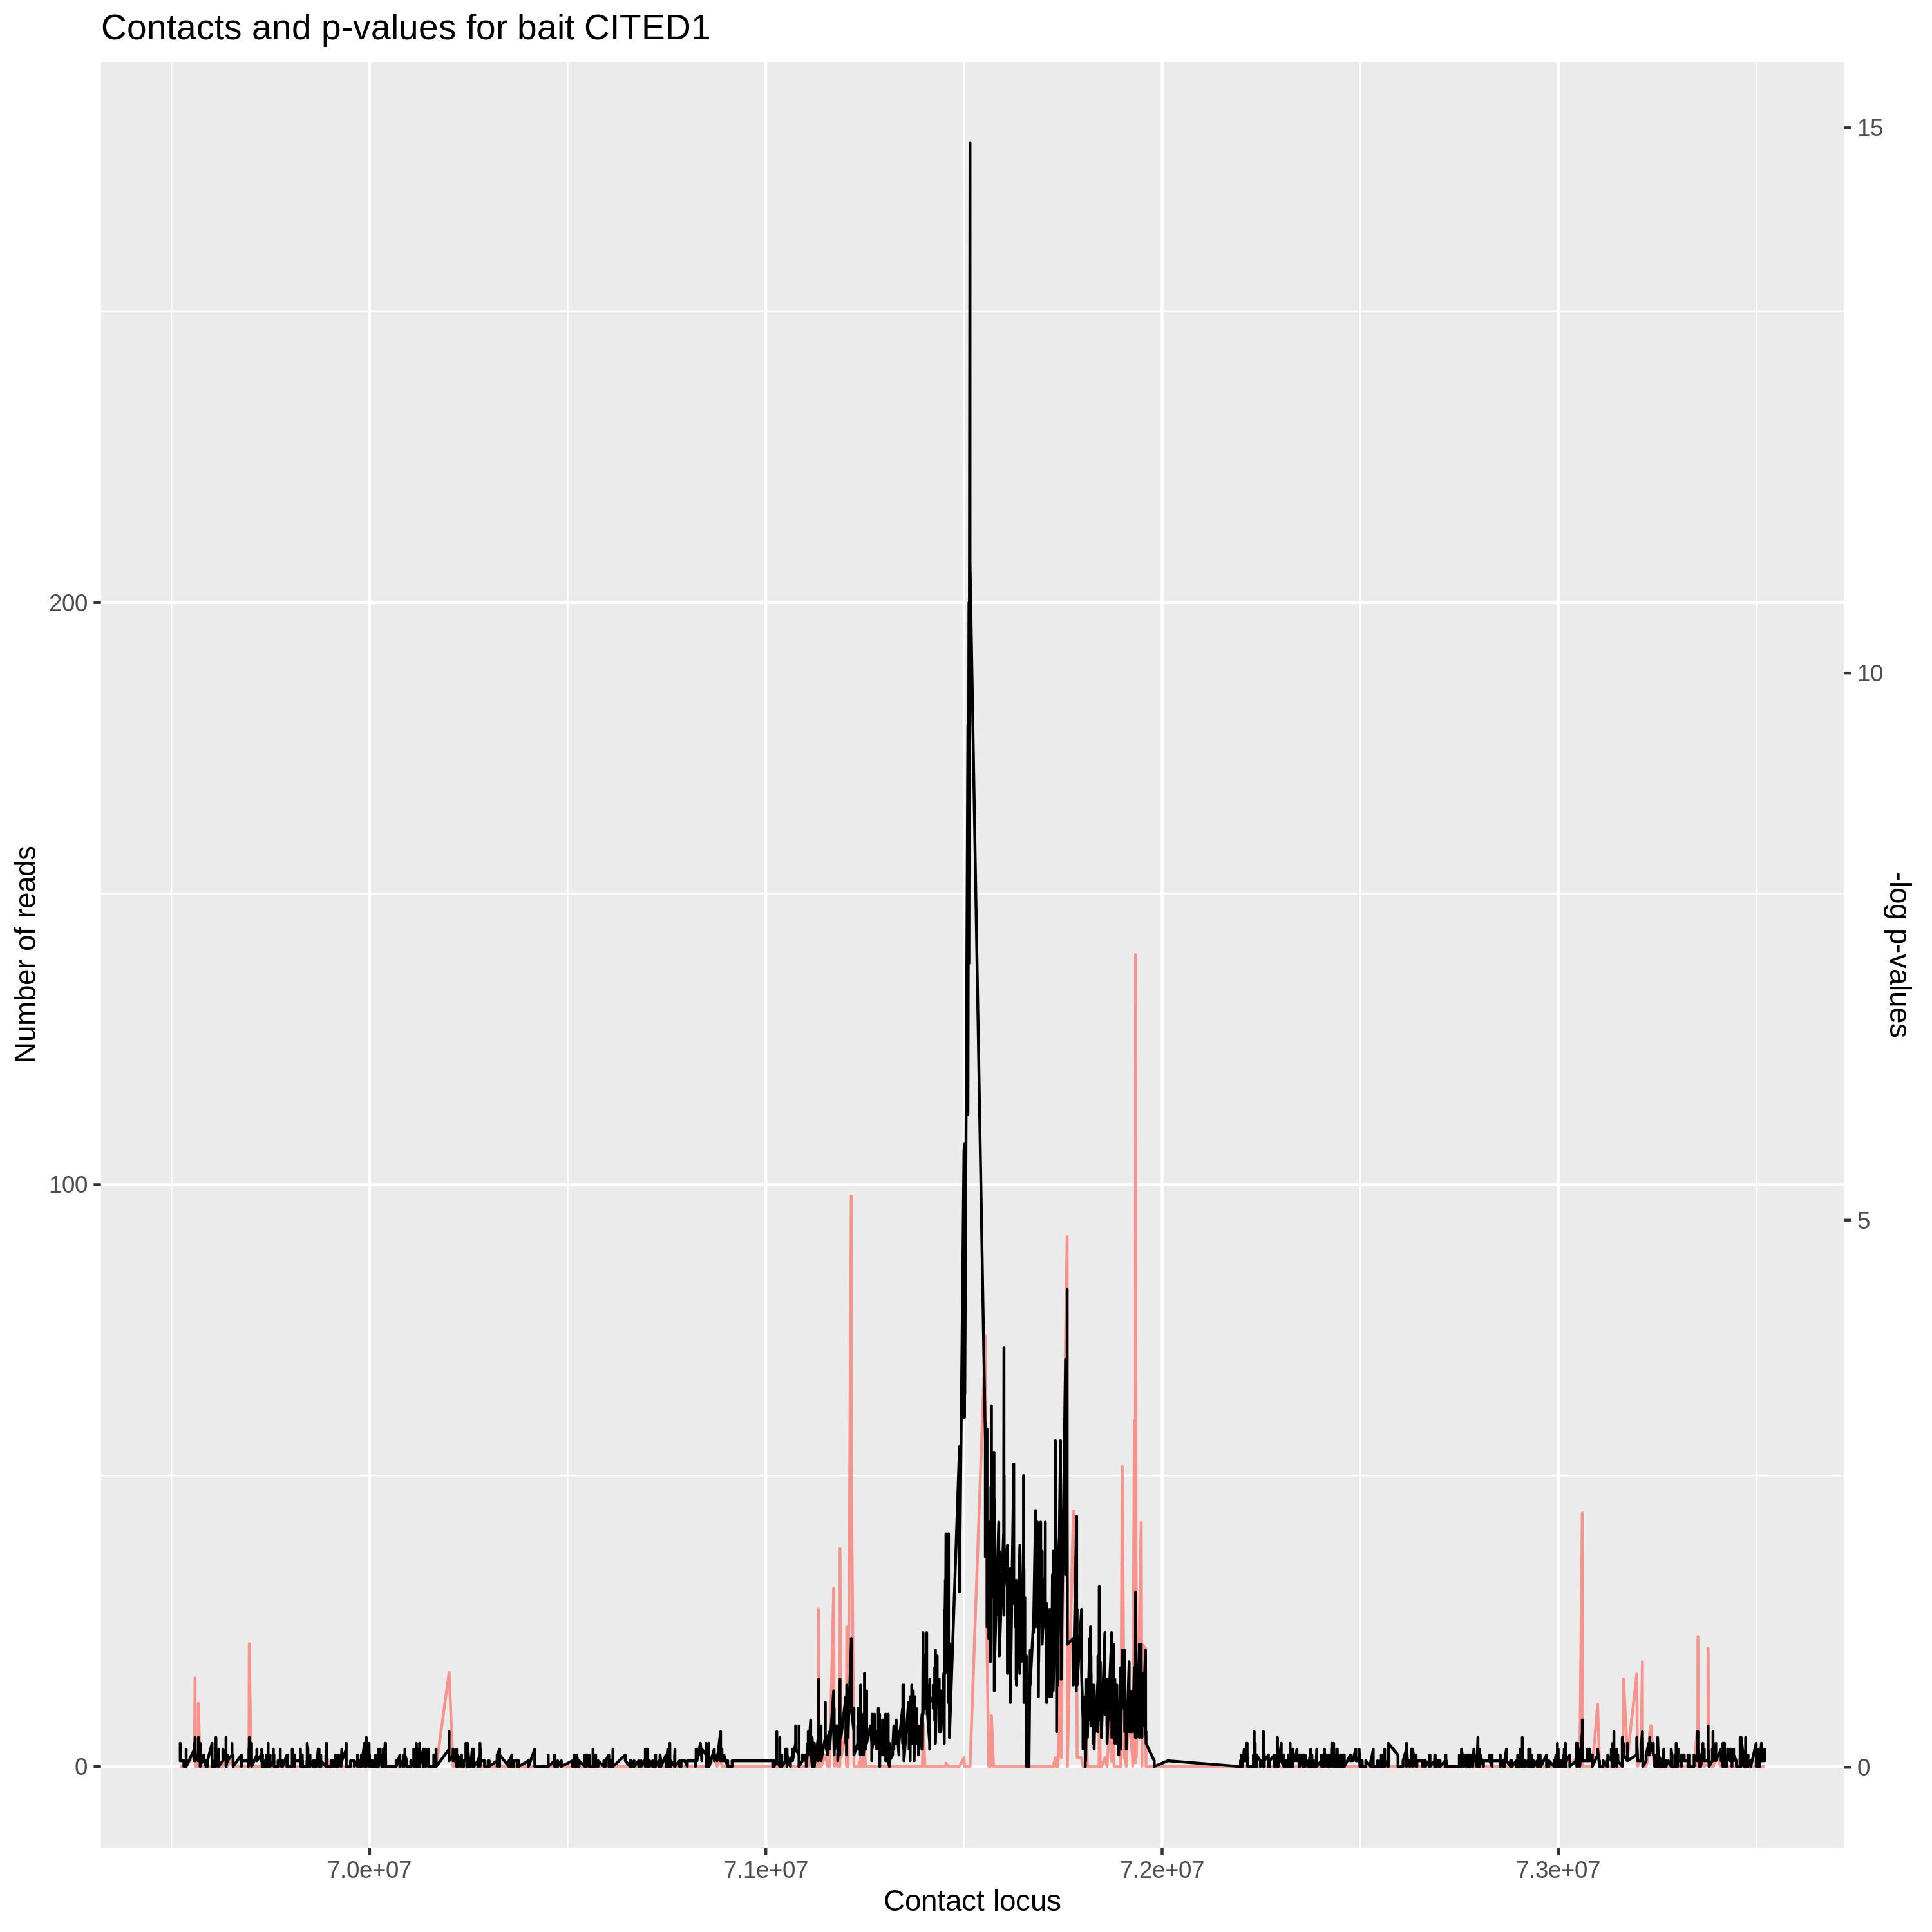 Contacts and p-values for bait CITED1
Number of reads
200
100
0
15
10
5
0
-log p-values
7.0e+07 7.1e+07 7.2e+07 7.3e+07
Contact locus